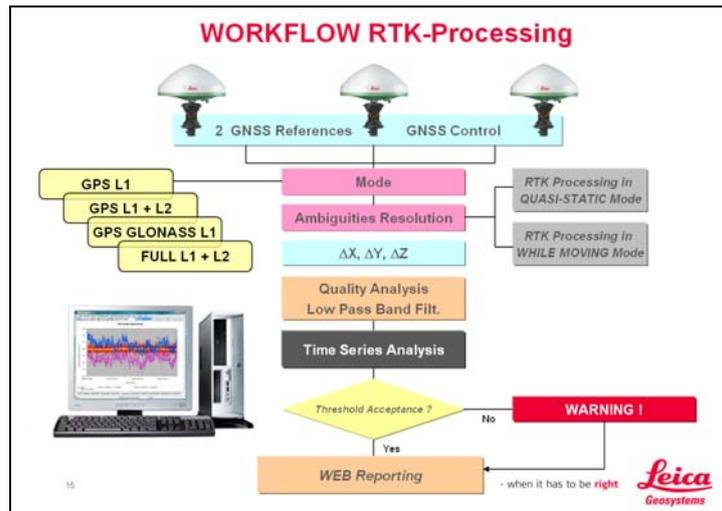 WORKFLOW RTK-Processing
2 GNSS References
GNSS Control
GPS L1
GPS L1 + L2
GPS GLONASS L1
FULL L1 + L2
Mode
Ambiguities Resolution
RTK Processing in
QUASI-STATIC Mode
RTK Processing in
WHILE MOVING Mode
ΔX, ΔY, ΔZ
Quality Analysis
Low Pass Band Filt.
Time Series Analysis
Threshold Acceptance ?
No
WARNING !
Yes
WEB Reporting
15
- when it has to be right
Leica
Geosystems